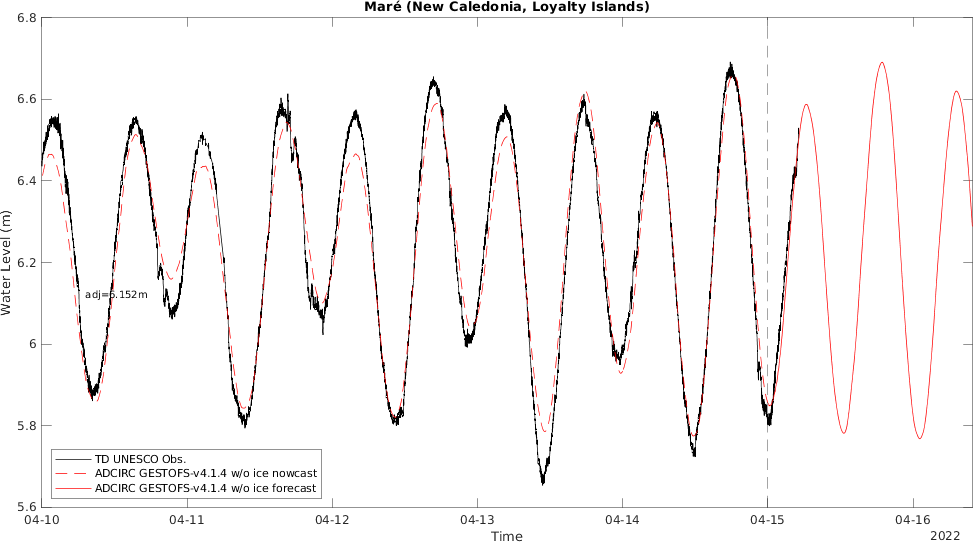 Maré (New Caledonia, Loyalty Islands)
Water Level (m)
6.8
6.6
6.4
6.2
6
5.8
5.6
adj=6.152m
TD UNESCO Obs.
ADCIRC GESTOFS-v4.1.4 w/o ice nowcast
ADCIRC GESTOFS-v4.1.4 w/o ice forecast
04-10
04-11
04-12
04-13
04-14
04-15
04-16
Time
2022